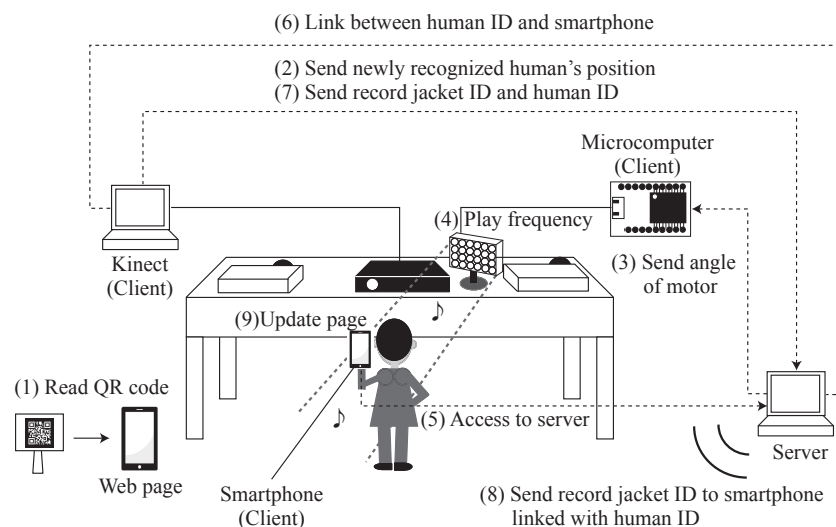 (6) Link between human ID and smartphone
(2) Send newly recognized human's position
(7) Send record jacket ID and human ID
Microcomputer
(Client)
(4) Play frequency
Kinect
(Client)
(3) Send angle
of motor
(9)Update page
(1) Read QR code
(5) Access to server
Web page
Server
Smartphone
(Client)
(8) Send record jacket ID to smartphone
linked with human ID